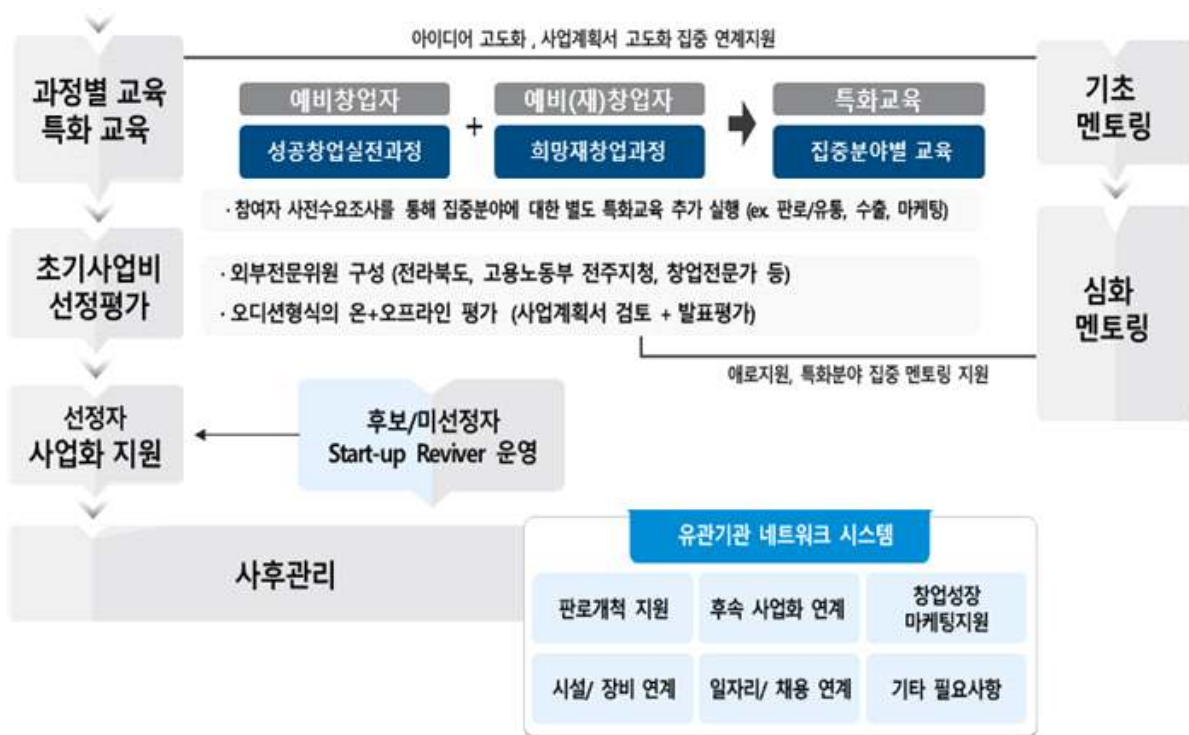 아이디어 고도화 , 사업계획서 고도화 집중 연계지원
과정별 교육
특화 교육
예비창업자
성공창업실전과정
+
예비(재)창업자
희망재창업과정
특화교육
집중분야별 교육
기초
멘토링
· 참여자 사전수요조사를 통해 집중분야에 대한 별도 특화교육 추가 실행 (ex. 판로/유통, 수출, 마케팅)
초기사업비
선정평가
· 외부전문위원 구성 (전라북도, 고용노동부 전주지청, 창업전문가 등)
· 오디션형식의 온+오프라인 평가 (사업계획서 검토 + 발표평가)
심화
멘토링
애로지원, 특화분야 집중 멘토링 지원
선정자
사업화 지원
후보/미선정자
Start-up Reviver 운영
사후관리
유관기관 네트워크 시스템
판로개척 지원
후속 사업화 연계
창업성장
마케팅지원
시설/ 장비 연계
일자리/ 채용 연계
기타 필요사항